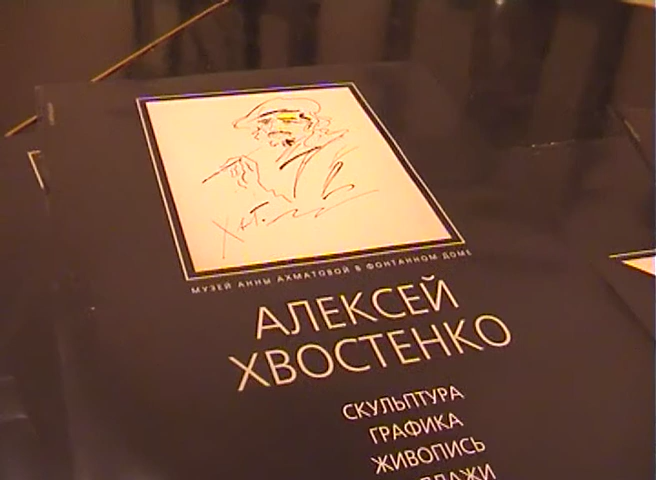 МУЗЕЙ АННЫ АХМАТОВОЙ В ФОНТАННОМ ДОМЕ
АЛЕКСЕЙ
ХВОСТЕНКО
СКУЛЬПТУРА
ГРАФИКА
ЖИВОПИСЬ